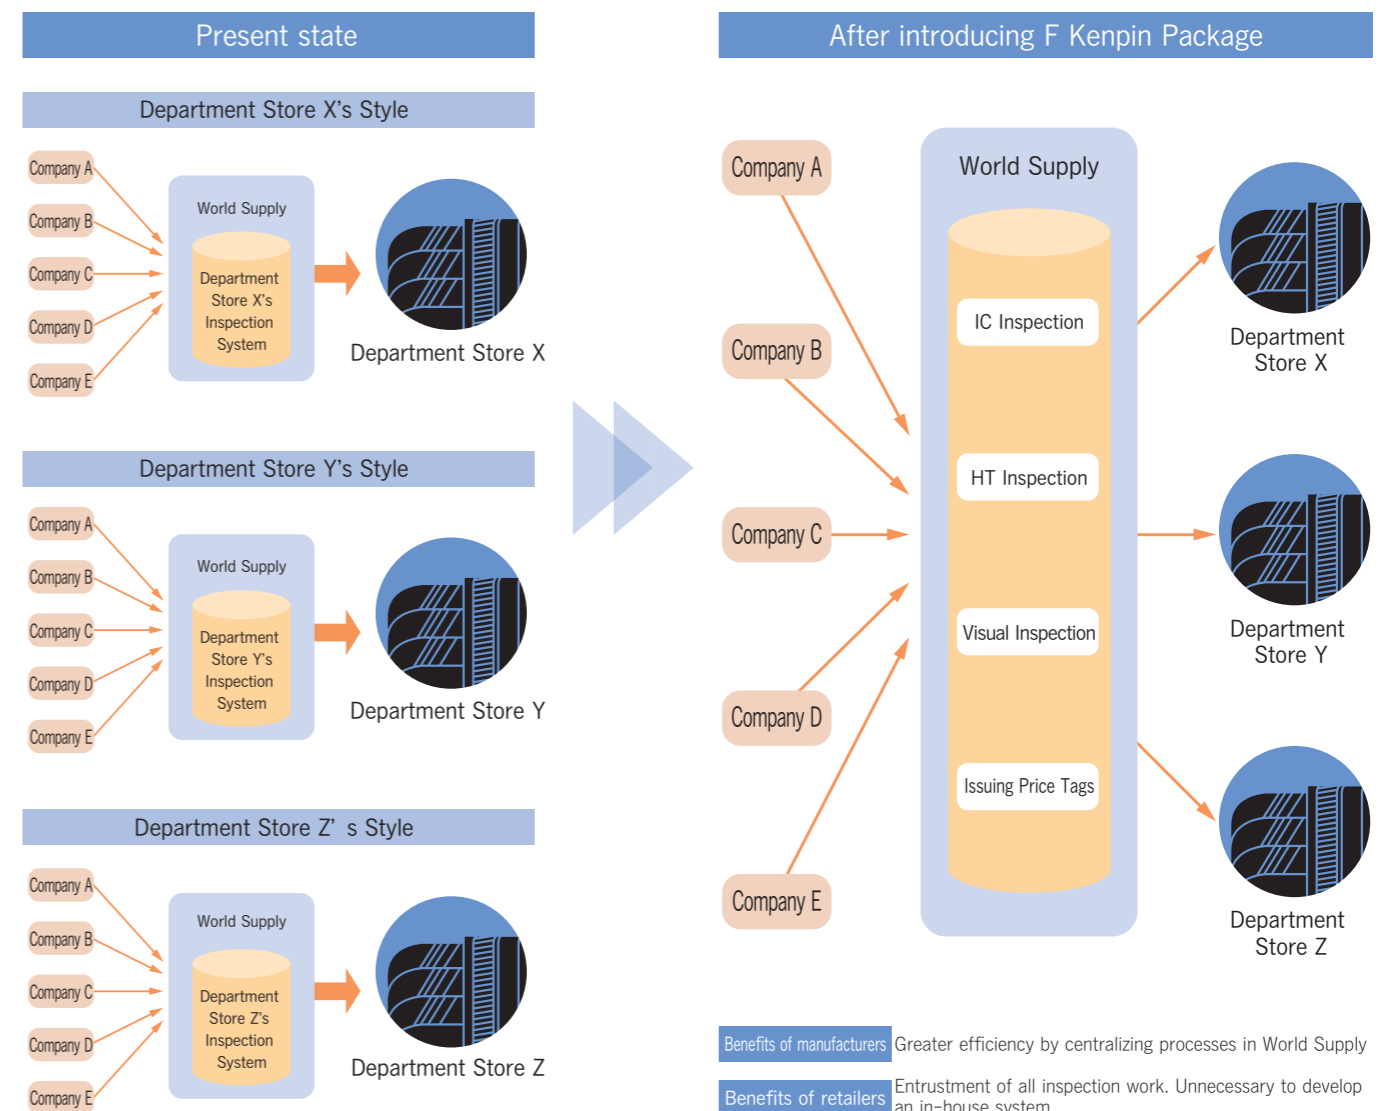 Present state
Department Store X's Style
Company A
Company B
Company C
Company D
Company E
World Supply
Department
Store X's
Inspection
System
Department Store X
Department Store Y's Style
Company A
Company B
Company C
Company D
Company E
World Supply
Department
Store Y's
Inspection
System
Department Store Y
Department Store Z' s Style
Company A
Company B
Company C
Company D
Company E
World Supply
Department
Store Z's
Inspection
System
Department Store Z
After introducing F Kenpin Package
Company A
Company B
Company C
Company D
Company E
World Supply
IC Inspection
HT Inspection
Visual Inspection
Issuing Price Tags
Department
Store X
Department
Store Y
Department
Store Z
Benefits of manufacturers Greater efficiency by centralizing processes in World Supply
Benefits of retailers Entrustment of all inspection work. Unnecessary to develop
an in-house system